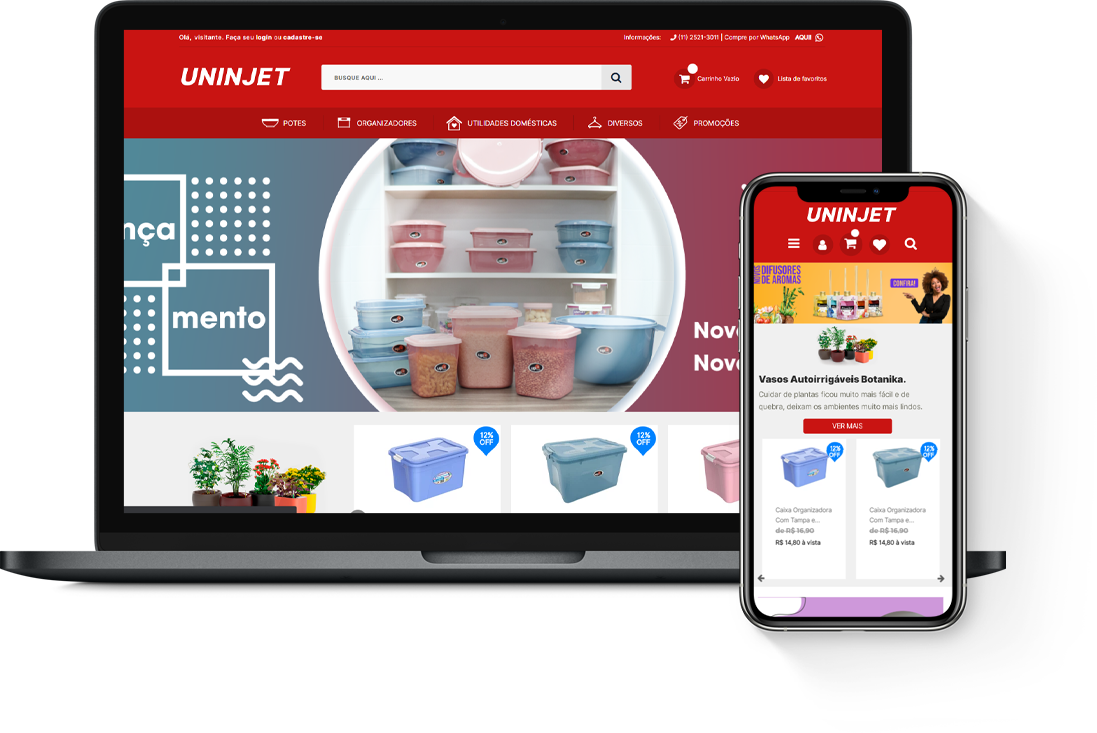 Olá, visitante. Faça seu login ou cadastre-se
Informações: (11) 2521-3011 | Compre por WhatsApp AQUI
UNINJET
BUSQUE AQUI ...
Carrinho Vazio
Lista de favoritos
POTES
ORGANIZADORES
UTILIDADES DOMÉSTICAS
DIVERSOS
PROMOÇÕES
nça
mento
Nov
Nov
12%
OFF
12%
OFF
UNINJET
NOVOS
DIFUSORES
DE AROMAS
CONFIRA!
Vasos Autoirrigáveis Botanika.
Cuidar de plantas ficou muito mais fácil e de
quebra, deixam os ambientes muito mais lindos.
VER MAIS
12%
OFF
12%
OFF
Caixa Organizadora
Com Tampa e...
de R$ 16,90
R$ 14,80 à vista
Caixa Organizadora
Com Tampa e...
de R$ 16,90
R$ 14,80 à vista